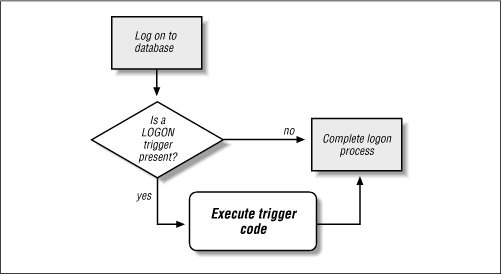 Log on to
database
Is a
LOGON
trigger
present?
no
Complete logon
process
yes
Execute trigger
code